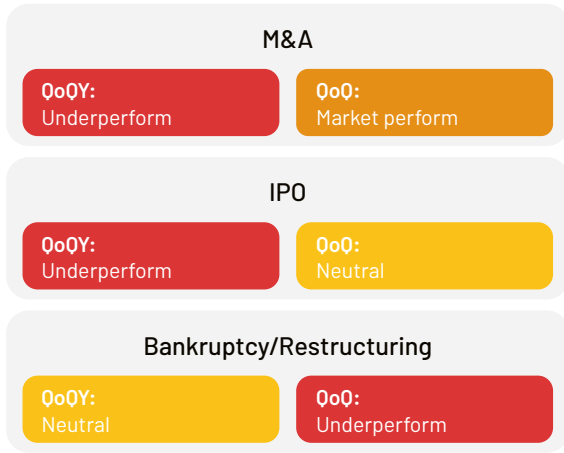 M&A
QoQY:
Underperform
QoQ:
Market perform
IPO
QoQY:
Underperform
QoQ:
Neutral
Bankruptcy/Restructuring
QoQY:
Neutral
QoQ:
Underperform